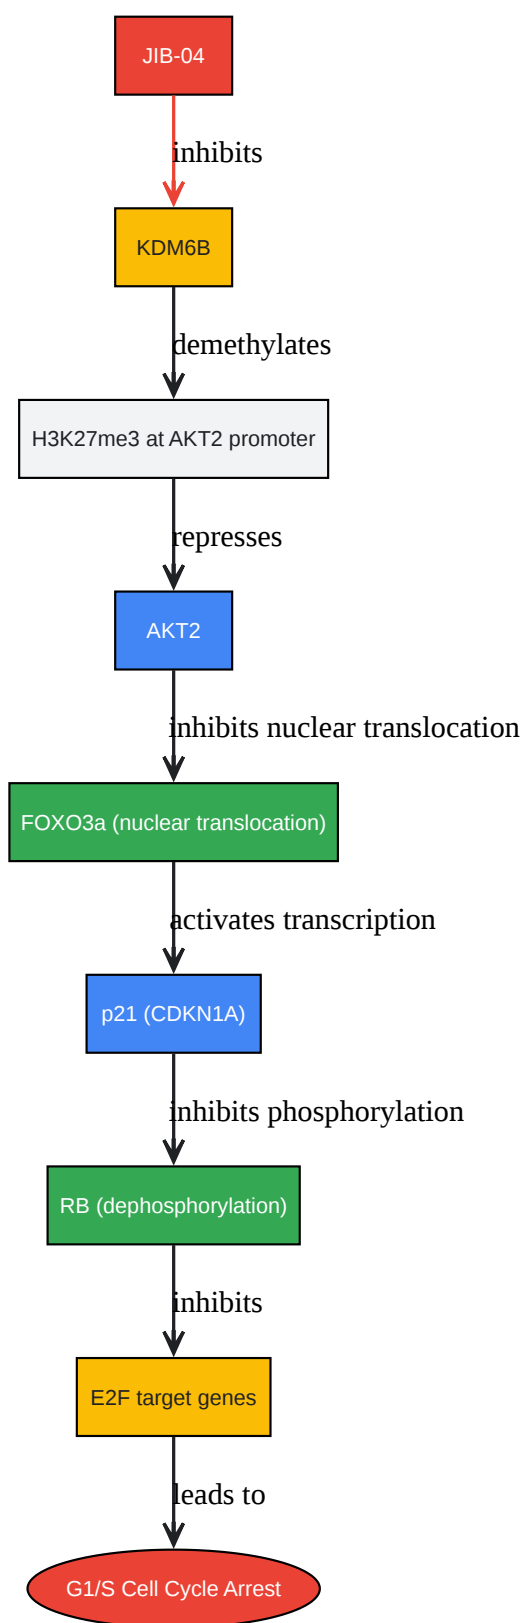 JIB-04
inhibits
KDM6B
demethylates
H3K27me3 at AKT2 promoter
represses
AKT2
inhibits nuclear translocation
FOXO3a (nuclear translocation)
activates transcription
p21 (CDKN1A)
inhibits phosphorylation
RB (dephosphorylation)
inhibits
E2F target genes
leads to
G1/S Cell Cycle Arrest